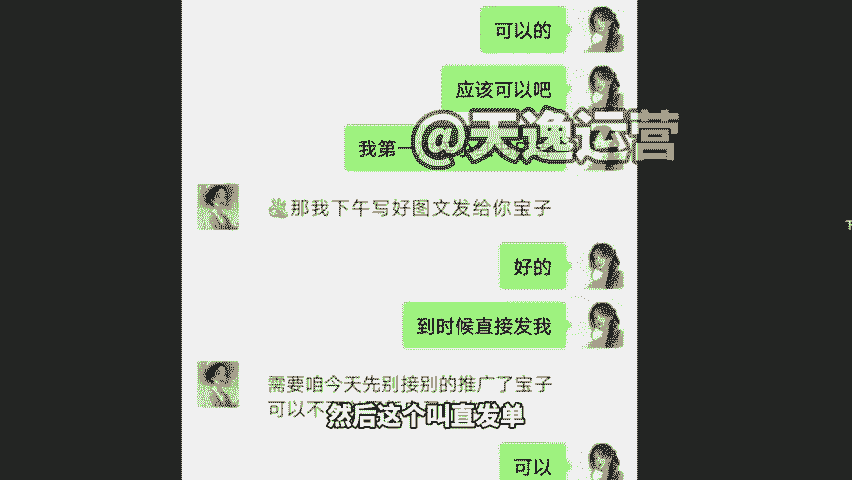 可以的
应该可以吧
@天逸运营
我第一
那我下午写好图文发给你宝子
好的
到时候直接发我
需要咱今天先别接别的推广了宝子
可以不
然后这个叫直发单
可以